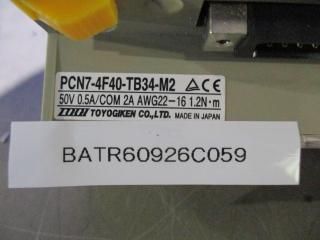 PCN7-4F40-TB34-M2
50V 0.5A/COM 2A AWG22-16 1.2N·m
TOYOGIKEN CO.,LTD. MADE IN JAPAN
BATR60926C059